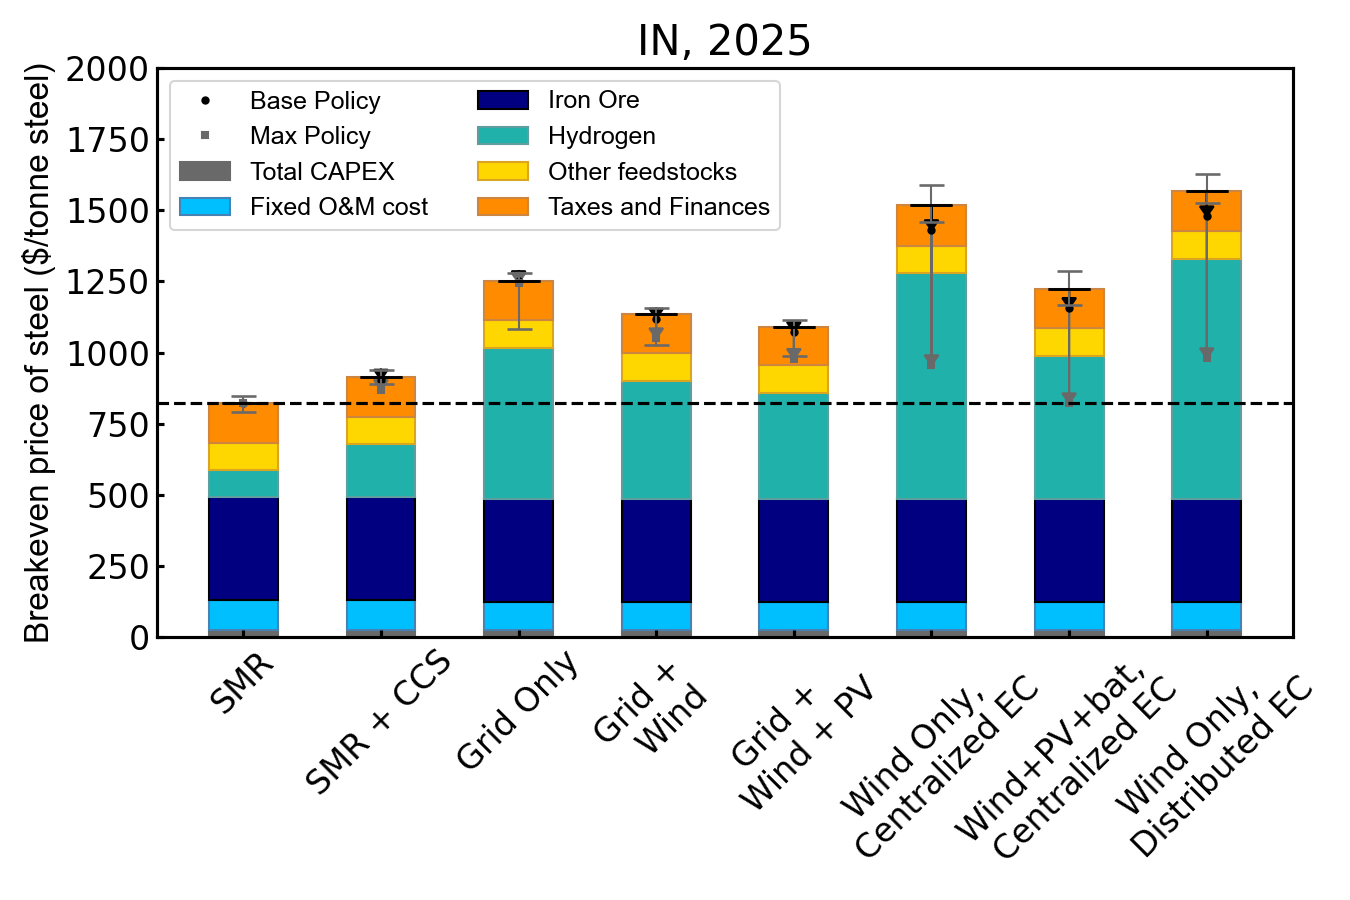 IN, 2025
Breakeven price of steel ($/tonne steel)
2000
1750
1500
1250
1000
750
500
250
0
Base Policy
Max Policy
Total CAPEX
Fixed O&M cost
Iron Ore
Hydrogen
Other feedstocks
Taxes and Finances
SMR
SMR + CCS
Grid Only
Grid +
Wind
Grid +
Wind + PV
Wind Only,
Centralized EC
Wind+PV+bat,
Centralized EC
Wind Only,
Distributed EC